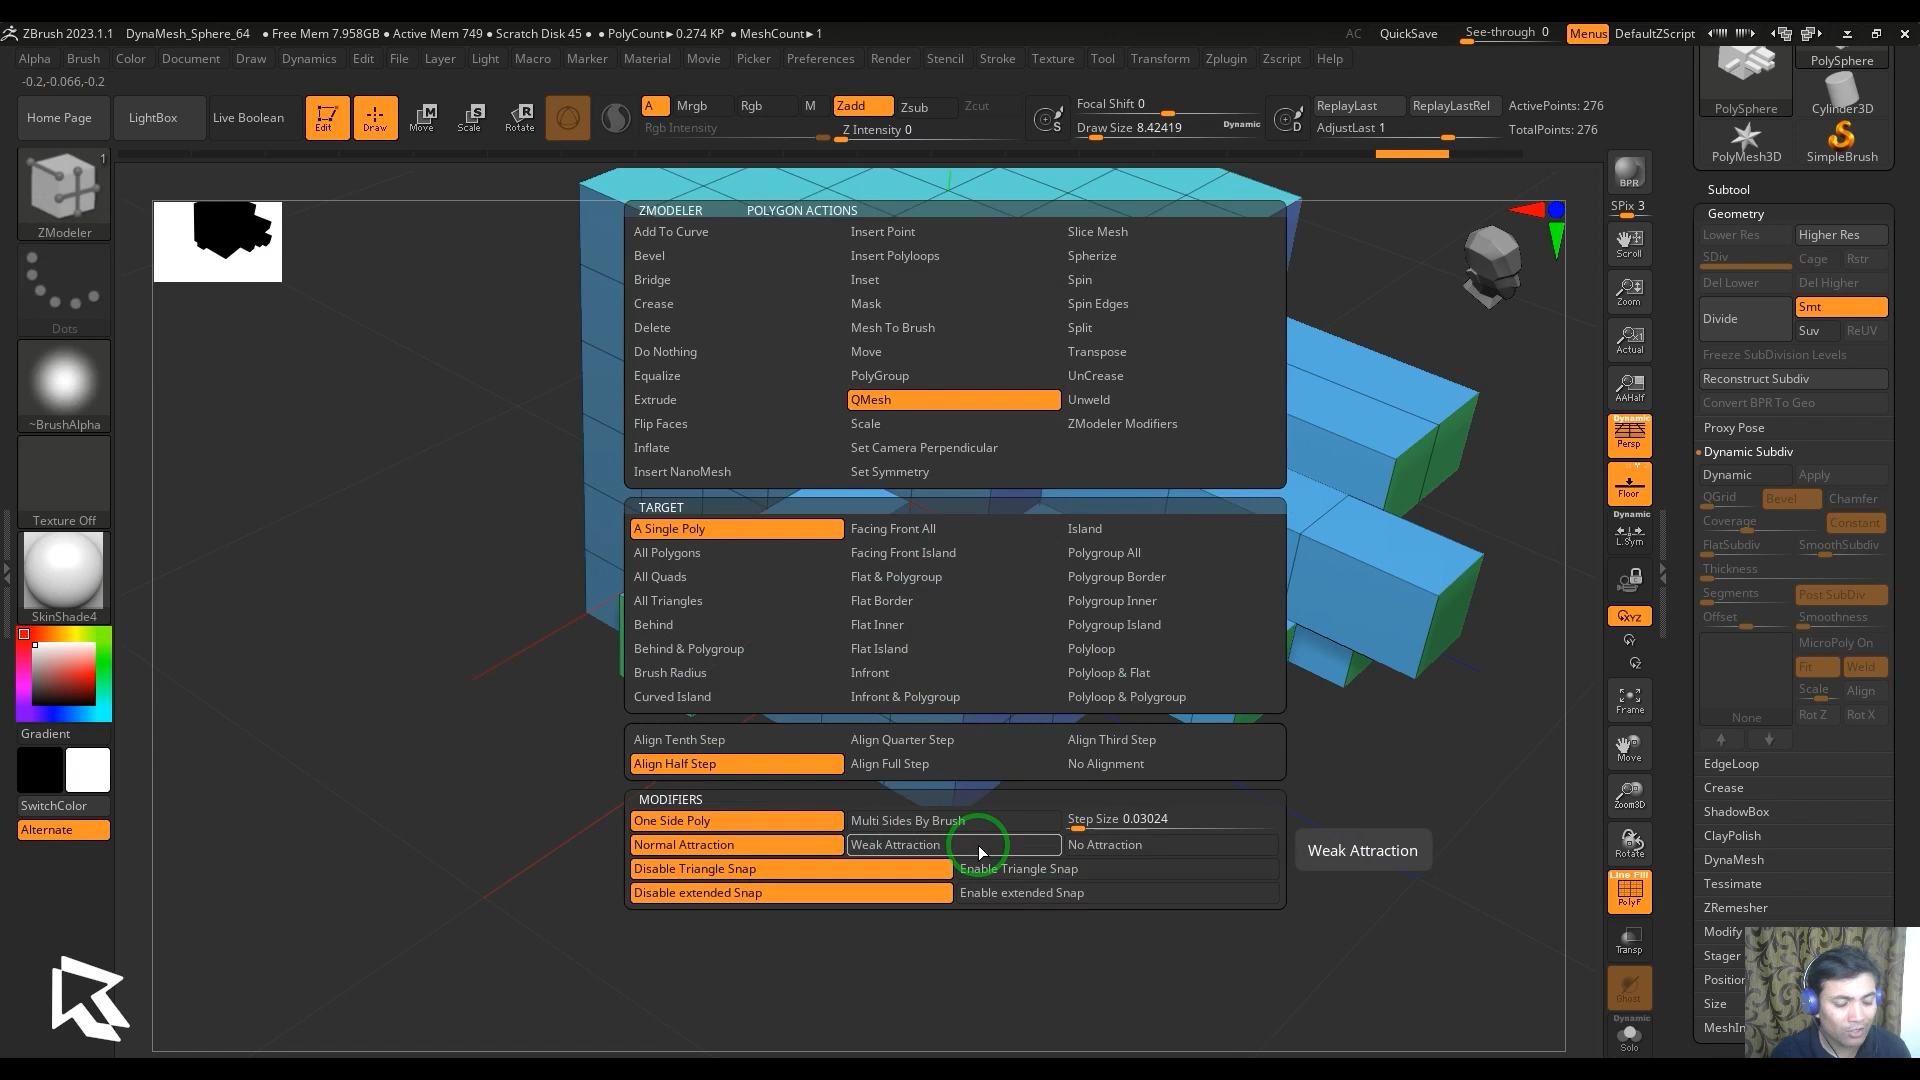 ZBrush 2023.1.1 DynaMesh_Sphere_64 ● Free Mem 7.958GB ● Active Mem 749 ● Scratch Disk 45 ● ● PolyCount▸0.274 KP ● MeshCount▸1 AC QuickSave See-through 0 Menus DefaultZScript
Alpha Brush Color Document Draw Dynamics Edit File Layer Light Macro Marker Material Movie Picker Preferences Render Stencil Stroke Texture Tool Transform Zplugin Zscript Help
-0.2,-0.066,-0.2
Home Page LightBox Live Boolean Edit Draw Move Scale Rotate
A Mrgb Rgb M Zadd Zsub Zcut
Rgb Intensity Z Intensity 0
S Focal Shift 0
Draw Size 8.42419 Dynamic
D ReplayLast ReplayLastRel ActivePoints: 276
AdjustLast 1 TotalPoints: 276
1
ZModeler
Dots
~BrushAlpha
Texture Off
SkinShade4
Gradient
SwitchColor
Alternate
ZMODELER POLYGON ACTIONS
Add To Curve Insert Point Slice Mesh
Bevel Insert Polyloops Spherize
Bridge Inset Spin
Crease Mask Spin Edges
Delete Mesh To Brush Split
Do Nothing Move Transpose
Equalize PolyGroup UnCrease
Extrude QMesh Unweld
Flip Faces Scale ZModeler Modifiers
Inflate Set Camera Perpendicular
Insert NanoMesh Set Symmetry
TARGET
A Single Poly Facing Front All Island
All Polygons Facing Front Island Polygroup All
All Quads Flat & Polygroup Polygroup Border
All Triangles Flat Border Polygroup Inner
Behind Flat Inner Polygroup Island
Behind & Polygroup Flat Island Polyloop
Brush Radius Infront Polyloop & Flat
Curved Island Infront & Polygroup Polyloop & Polygroup
Align Tenth Step Align Quarter Step Align Third Step
Align Half Step Align Full Step No Alignment
MODIFIERS
One Side Poly Multi Sides By Brush Step Size 0.03024
Normal Attraction Weak Attraction No Attraction
Disable Triangle Snap Enable Triangle Snap
Disable extended Snap Enable extended Snap
Weak Attraction
BPR
SPix 3
Scroll
Zoom
Actual
AAHalf
Dynamic
Persp
Floor
Dynamic
L.Sym
XYZ
Frame
Move
Zoom3D
Rotate
Line Fill
PolyF
Transp
Ghost
Dynamic
Solo
PolySphere
PolySphere Cylinder3D
PolyMesh3D SimpleBrush
Subtool
Geometry
Lower Res Higher Res
SDiv Cage Rstr
Del Lower Del Higher
Divide Smt
Suv ReUV
Freeze SubDivision Levels
Reconstruct Subdiv
Convert BPR To Geo
Proxy Pose
Dynamic Subdiv
Dynamic Apply
QGrid Bevel Chamfer
Coverage Constant
FlatSubdiv SmoothSubdiv
Thickness
Segments Post SubDiv
Offset Smoothness
MicroPoly On
Fit Weld
Scale Align
None Rot Z Rot X
EdgeLoop
Crease
ShadowBox
ClayPolish
DynaMesh
Tessimate
ZRemesher
Modify
Stager
Position
Size
MeshIn